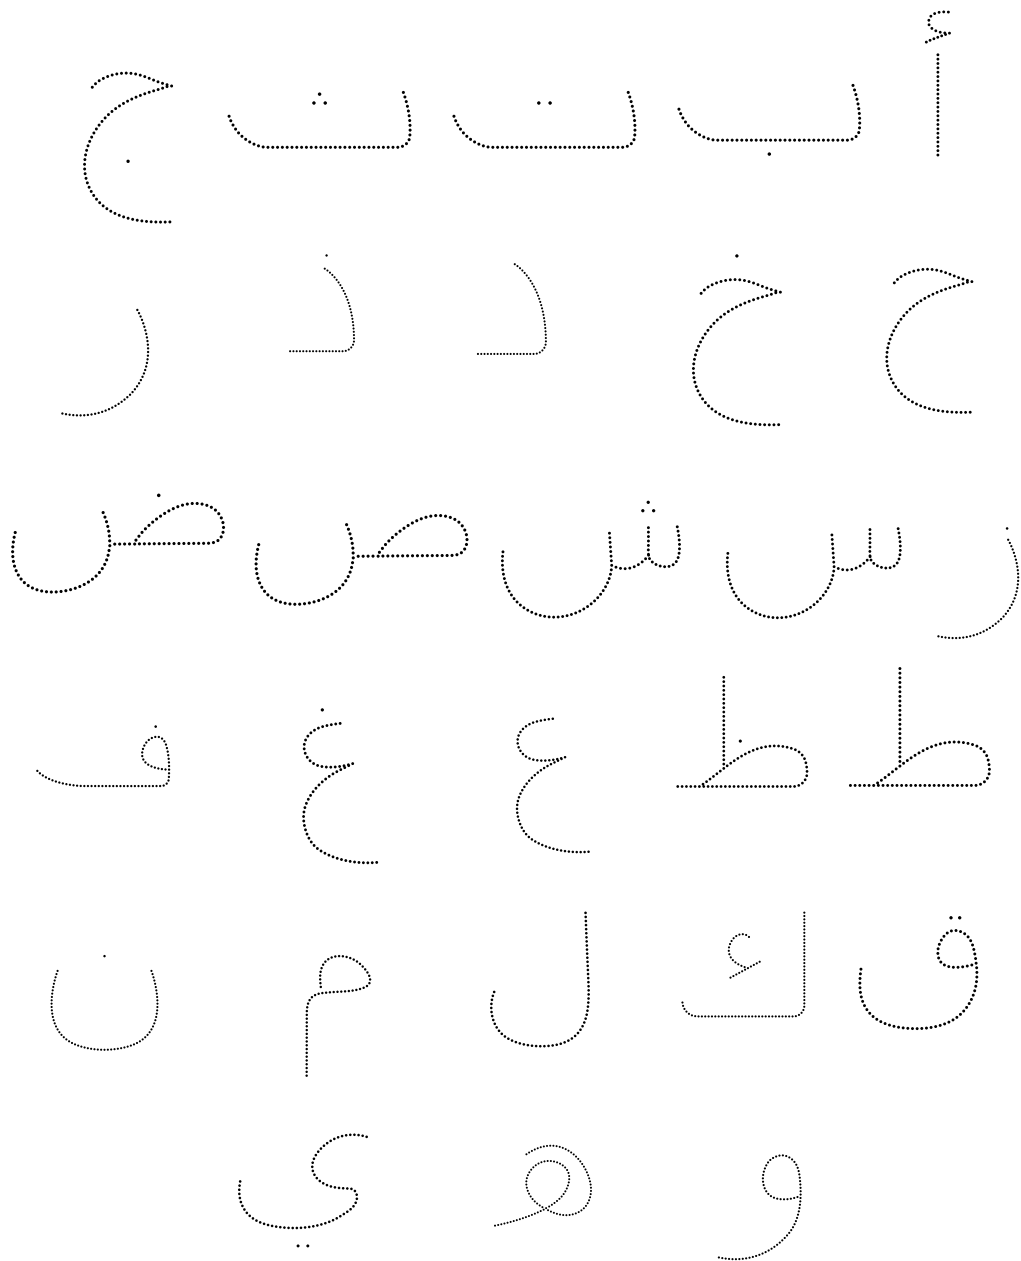 أ ب ت ث ج
ح خ د ذ ر
ز س ش ص ض
ط ظ ع غ ف
ق ك ل م ن
و ه ي